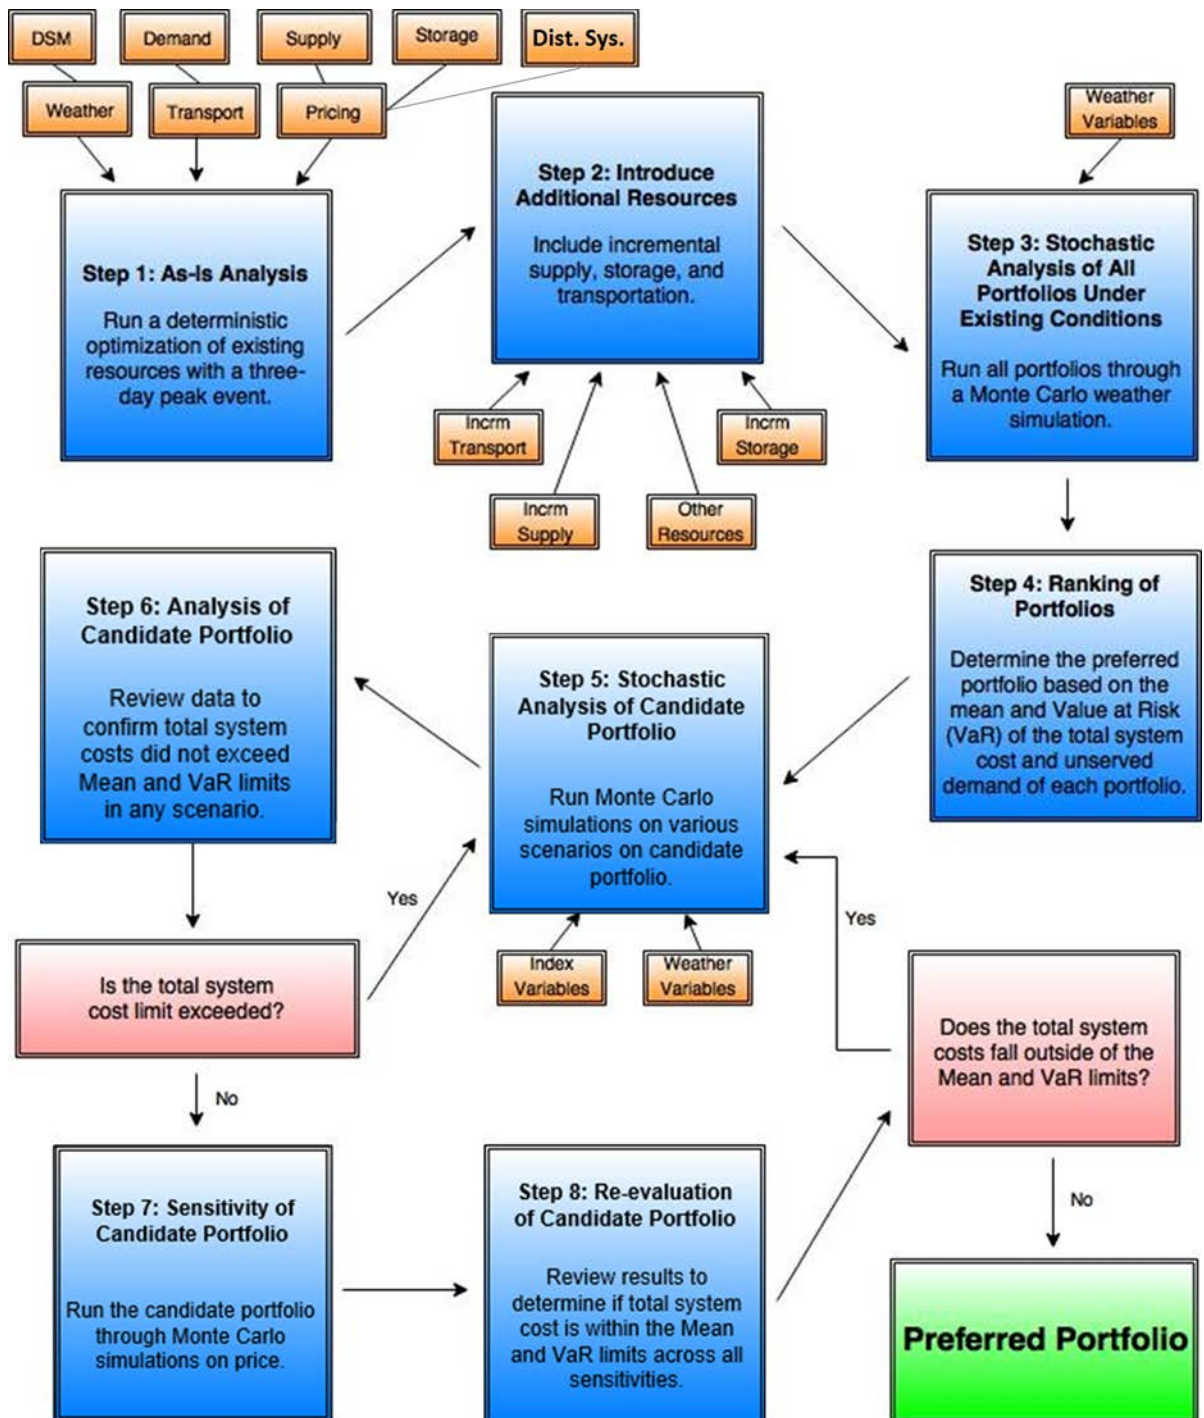 DSM
Demand
Supply
Storage
Dist. Sys.
Weather
Transport
Pricing
Weather
Variables
Step 1: As-Is Analysis
Run a deterministic
optimization of existing
resources with a three-
day peak event.
Step 2: Introduce
Additional Resources
Include incremental
supply, storage, and
transportation.
Step 3: Stochastic
Analysis of All
Portfolios Under
Existing Conditions
Run all portfolios through
a Monte Carlo weather
simulation.
Incrm
Transport
Incrm
Supply
Other
Resources
Incrm
Storage
Step 4: Ranking of
Portfolios
Determine the preferred
portfolio based on the
mean and Value at Risk
(VaR) of the total system
cost and unserved
demand of each portfolio.
Step 5: Stochastic
Analysis of Candidate
Portfolio
Run Monte Carlo
simulations on various
scenarios on candidate
portfolio.
Index
Variables
Weather
Variables
Step 6: Analysis of
Candidate Portfolio
Review data to
confirm total system
costs did not exceed
Mean and VaR limits
in any scenario.
Is the total system
cost limit exceeded?
Yes
No
Step 7: Sensitivity of
Candidate Portfolio
Run the candidate portfolio
through Monte Carlo
simulations on price.
Step 8: Re-evaluation
of Candidate Portfolio
Review results to
determine if total system
cost is within the Mean
and VaR limits across all
sensitivities.
Does the total system
costs fall outside of the
Mean and VaR limits?
Yes
No
Preferred Portfolio